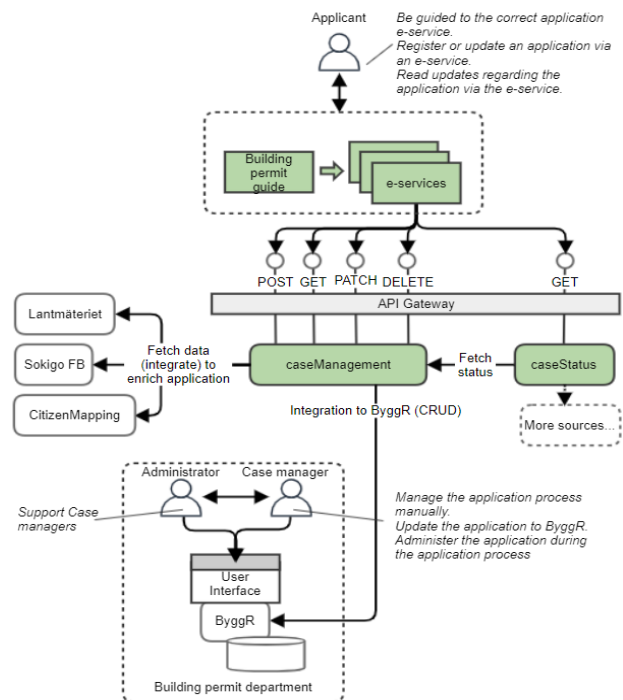 Applicant
Be guided to the correct application
e-service.
Register or update an application via
an e-service.
Read updates regarding the
application via the e-service.
Building
permit
guide
e-services
POST GET PATCH DELETE GET
API Gateway
Lantmäteriet
Sokigo FB
CitizenMapping
Fetch data
(integrate) to
enrich application
caseManagement
Fetch
status
caseStatus
More sources...
Integration to ByggR (CRUD)
Administrator
Case manager
Support Case
managers
Manage the application process
manually.
Update the application to ByggR.
Administer the application during
the application process
User
Interface
ByggR
Building permit department